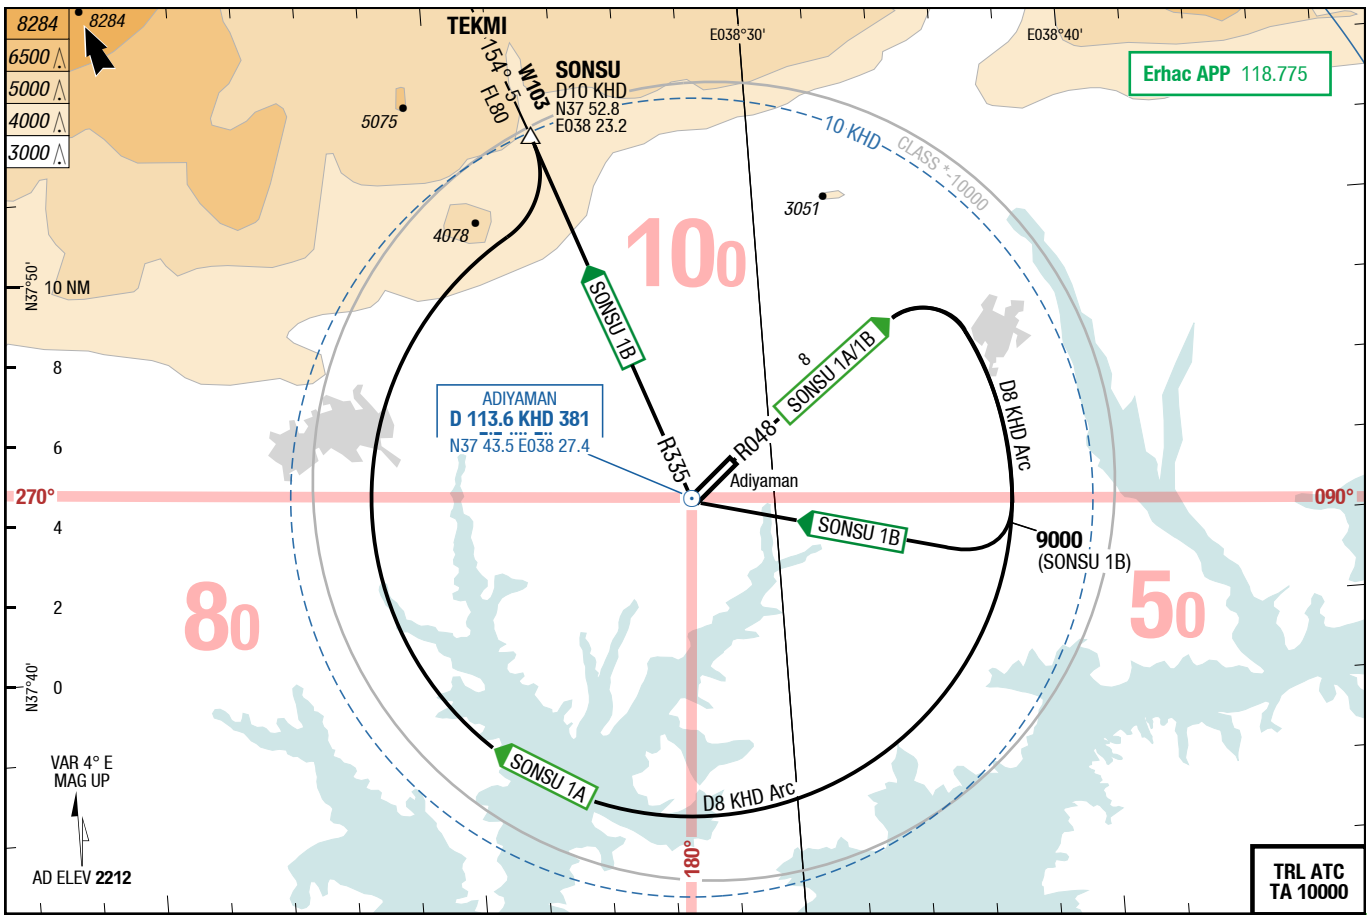 8284
8284
6500
5000
4000
3000
5075
4078
3051
TEKMI
154°-5
FL80
W103
SONSU
D10 KHD
N37 52.8
E038 23.2
E038°30'
E038°40'
Erhac APP 118.775
10 KHD
CLASS *-10000
100
N37°50'
10 NM
8
6
4
2
0
N37°40'
SONSU 1B
8
SONSU 1A/1B
R048
R335
D8 KHD Arc
ADIYAMAN
D 113.6 KHD 381
N37 43.5 E038 27.4
Adiyaman
270°
090°
SONSU 1B
9000
(SONSU 1B)
80
50
SONSU 1A
D8 KHD Arc
180°
VAR 4° E
MAG UP
AD ELEV 2212
TRL ATC
TA 10000